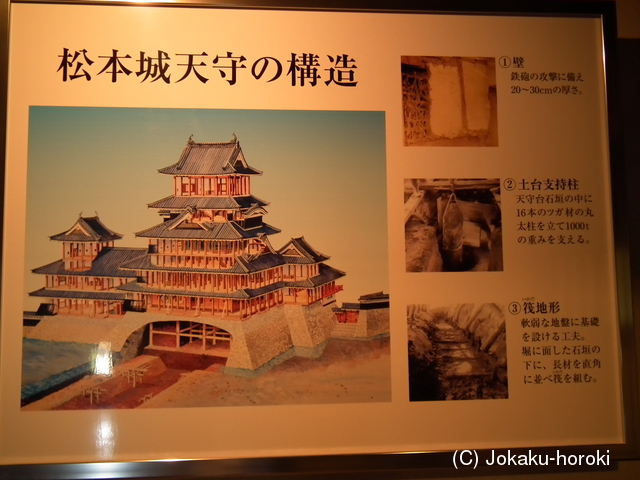 松本城天守の構造
①壁
鉄砲の攻撃に備え
20～30cmの厚さ。
②土台支持柱
天守台石垣の中に
16本のツガ材の丸
太柱を立て1000t
の重みを支える。
③筏地形
軟弱な地盤に基礎
を設ける工夫。
堀に面した石垣の
下に、長材を直角
に並べ筏を組む。
(C) Jokaku-horoki